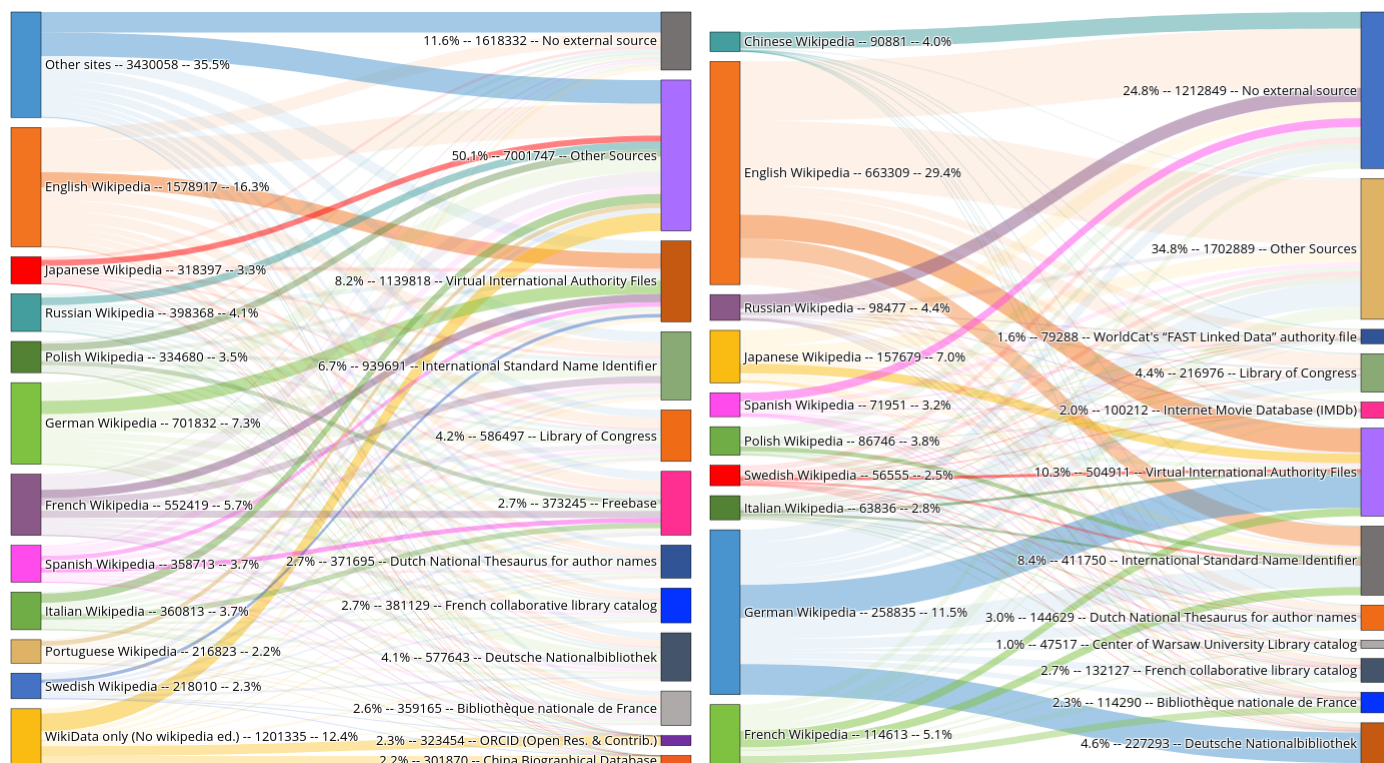 Other sites -- 3430058 -- 35.5%
English Wikipedia -- 1578917 -- 16.3%
Japanese Wikipedia -- 318397 -- 3.3%
Russian Wikipedia -- 398368 -- 4.1%
Polish Wikipedia -- 334680 -- 3.5%
German Wikipedia -- 701832 -- 7.3%
French Wikipedia -- 552419 -- 5.7%
Spanish Wikipedia -- 358713 -- 3.7%
Italian Wikipedia -- 360813 -- 3.7%
Portuguese Wikipedia -- 216823 -- 2.2%
Swedish Wikipedia -- 218010 -- 2.3%
WikiData only (No wikipedia ed.) -- 1201335 -- 12.4%
11.6% -- 1618332 -- No external source
50.1% -- 7001747 -- Other Sources
8.2% -- 1139818 -- Virtual International Authority Files
6.7% -- 939691 -- International Standard Name Identifier
4.2% -- 586497 -- Library of Congress
2.7% -- 373245 -- Freebase
2.7% -- 371695 -- Dutch National Thesaurus for author names
2.7% -- 381129 -- French collaborative library catalog
4.1% -- 577643 -- Deutsche Nationalbibliothek
2.6% -- 359165 -- Bibliothèque nationale de France
2.3% -- 323454 -- ORCID (Open Res. & Contrib.)
2.2% -- 301870 -- China Biographical Database
Chinese Wikipedia -- 90881 -- 4.0%
English Wikipedia -- 663309 -- 29.4%
Russian Wikipedia -- 98477 -- 4.4%
Japanese Wikipedia -- 157679 -- 7.0%
Spanish Wikipedia -- 71951 -- 3.2%
Polish Wikipedia -- 86746 -- 3.8%
Swedish Wikipedia -- 56555 -- 2.5%
Italian Wikipedia -- 63836 -- 2.8%
German Wikipedia -- 258835 -- 11.5%
French Wikipedia -- 114613 -- 5.1%
24.8% -- 1212849 -- No external source
34.8% -- 1702889 -- Other Sources
1.6% -- 79288 -- WorldCat's “FAST Linked Data” authority file
4.4% -- 216976 -- Library of Congress
2.0% -- 100212 -- Internet Movie Database (IMDb)
10.3% -- 504911 -- Virtual International Authority Files
8.4% -- 411750 -- International Standard Name Identifier
3.0% -- 144629 -- Dutch National Thesaurus for author names
1.0% -- 47517 -- Center of Warsaw University Library catalog
2.7% -- 132127 -- French collaborative library catalog
2.3% -- 114290 -- Bibliothèque nationale de France
4.6% -- 227293 -- Deutsche Nationalbibliothek